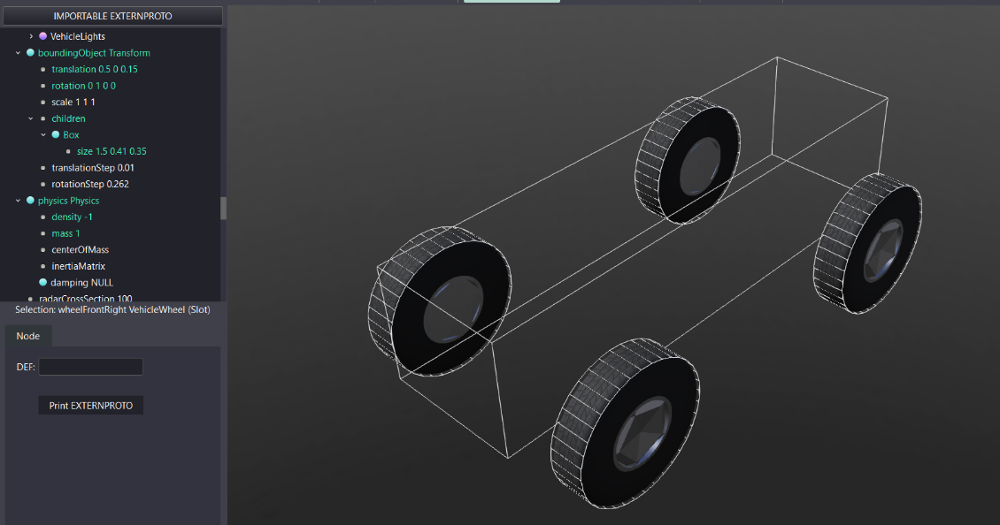 IMPORTABLE EXTERNPROTO
VehicleLights
boundingObject Transform
translation 0.5 0 0.15
rotation 0 1 0 0
scale 1 1 1
children
Box
size 1.5 0.41 0.35
translationStep 0.01
rotationStep 0.262
physics Physics
density -1
mass 1
centerOfMass
inertiaMatrix
damping NULL
radarCrossSection 100
Selection: wheelFrontRight VehicleWheel (Slot)
Node
DEF:
Print EXTERNPROTO